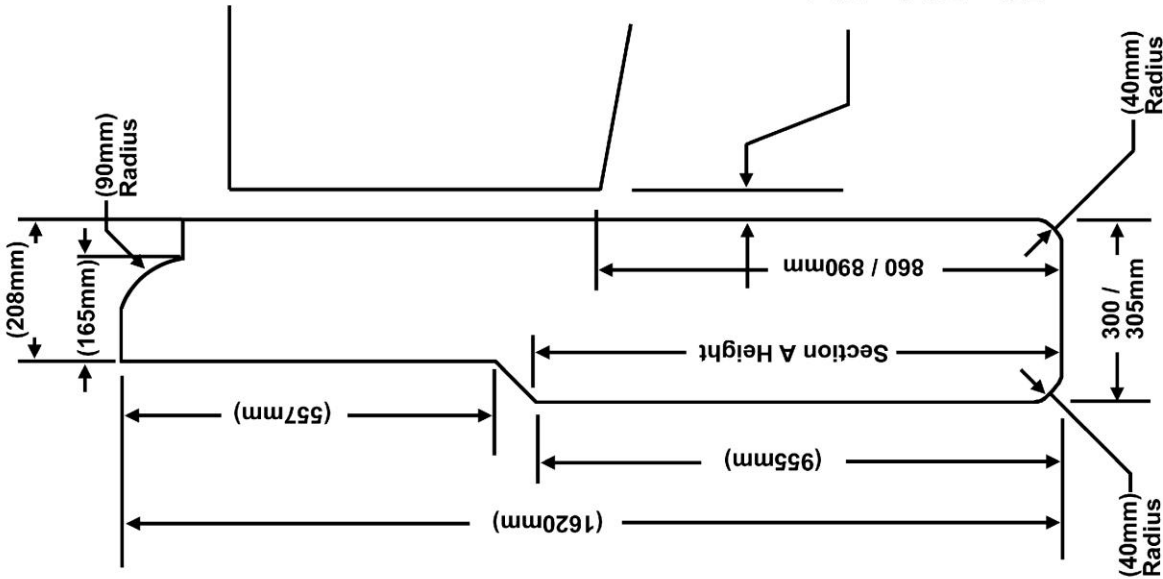 (90mm)
Radius
(208mm)
(165mm)
(557mm)
(1620mm)
(955mm)
Section A Height
860 / 890mm
300 /
305mm
(40mm)
Radius
(40mm)
Radius